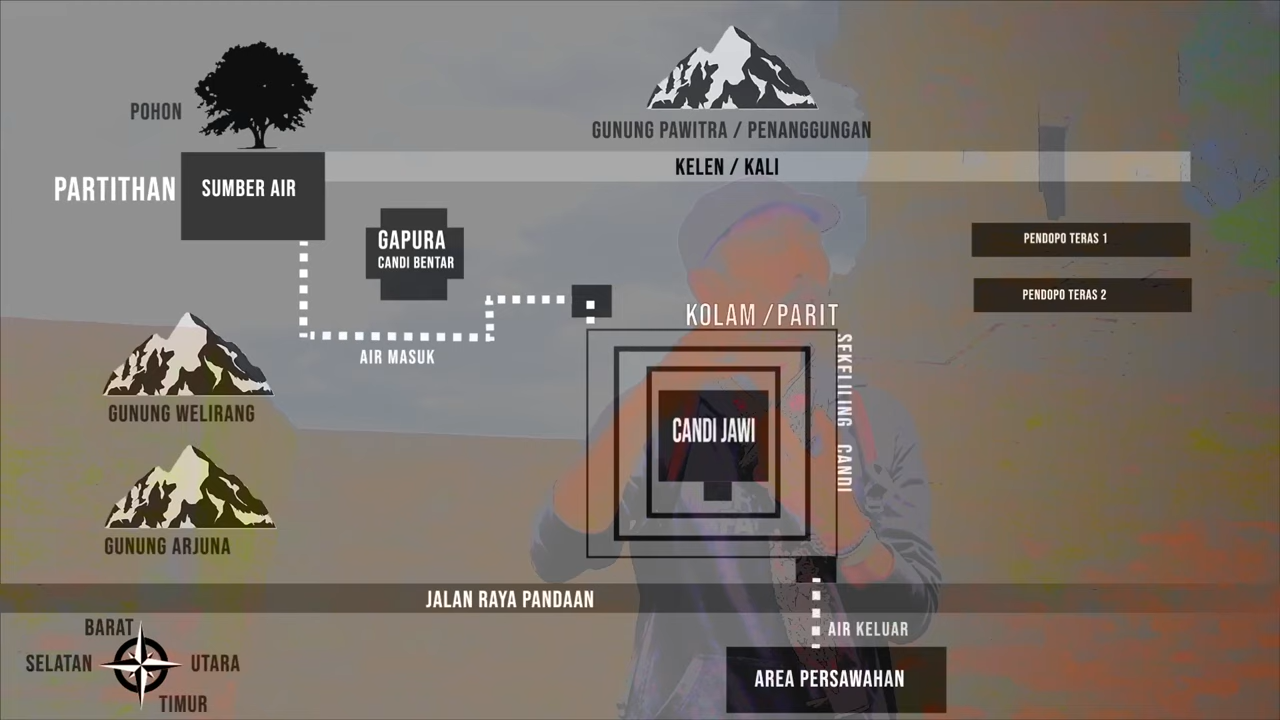 POHON
GUNUNG PAWITRA / PENANGGUNGAN
KELEN / KALI
PARTITHAN
SUMBER AIR
GAPURA
CANDI BENTAR
PENDOPO TERAS 1
PENDOPO TERAS 2
KOLAM /PARIT
SEKELILING CANDI
AIR MASUK
GUNUNG WELIRANG
CANDI JAWI
GUNUNG ARJUNA
JALAN RAYA PANDAAN
BARAT
SELATAN
UTARA
TIMUR
AIR KELUAR
AREA PERSAWAHAN